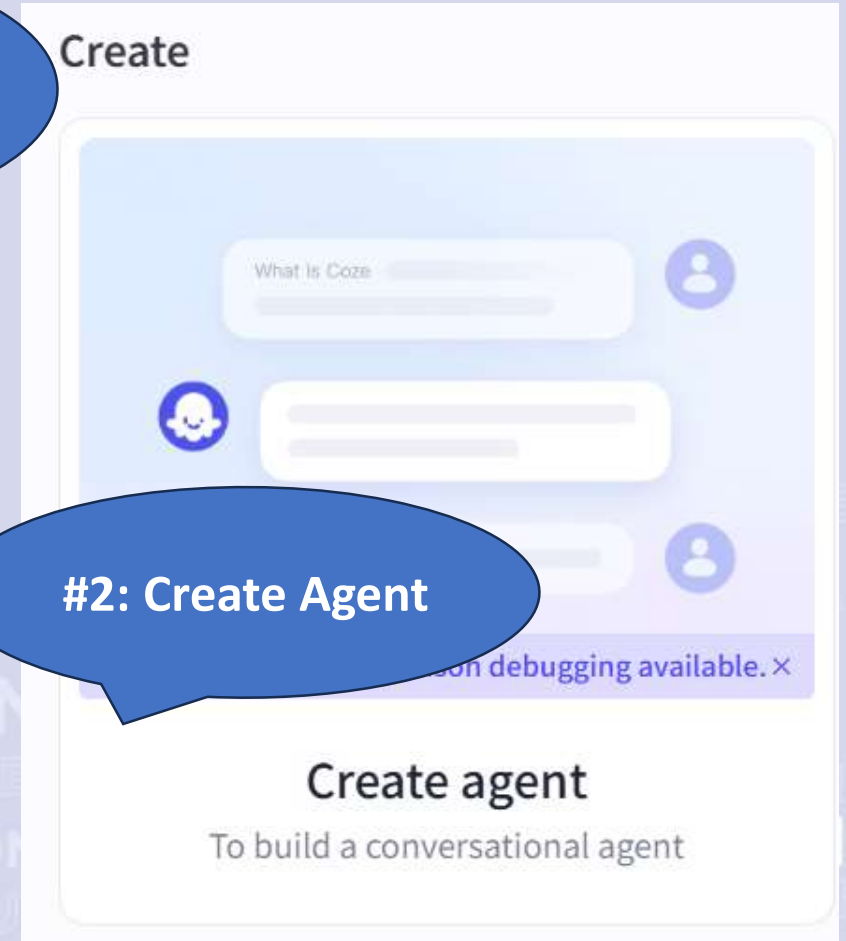 Create
What is Coze
#2: Create Agent
debugging available. ×
Create agent
To build a conversational agent